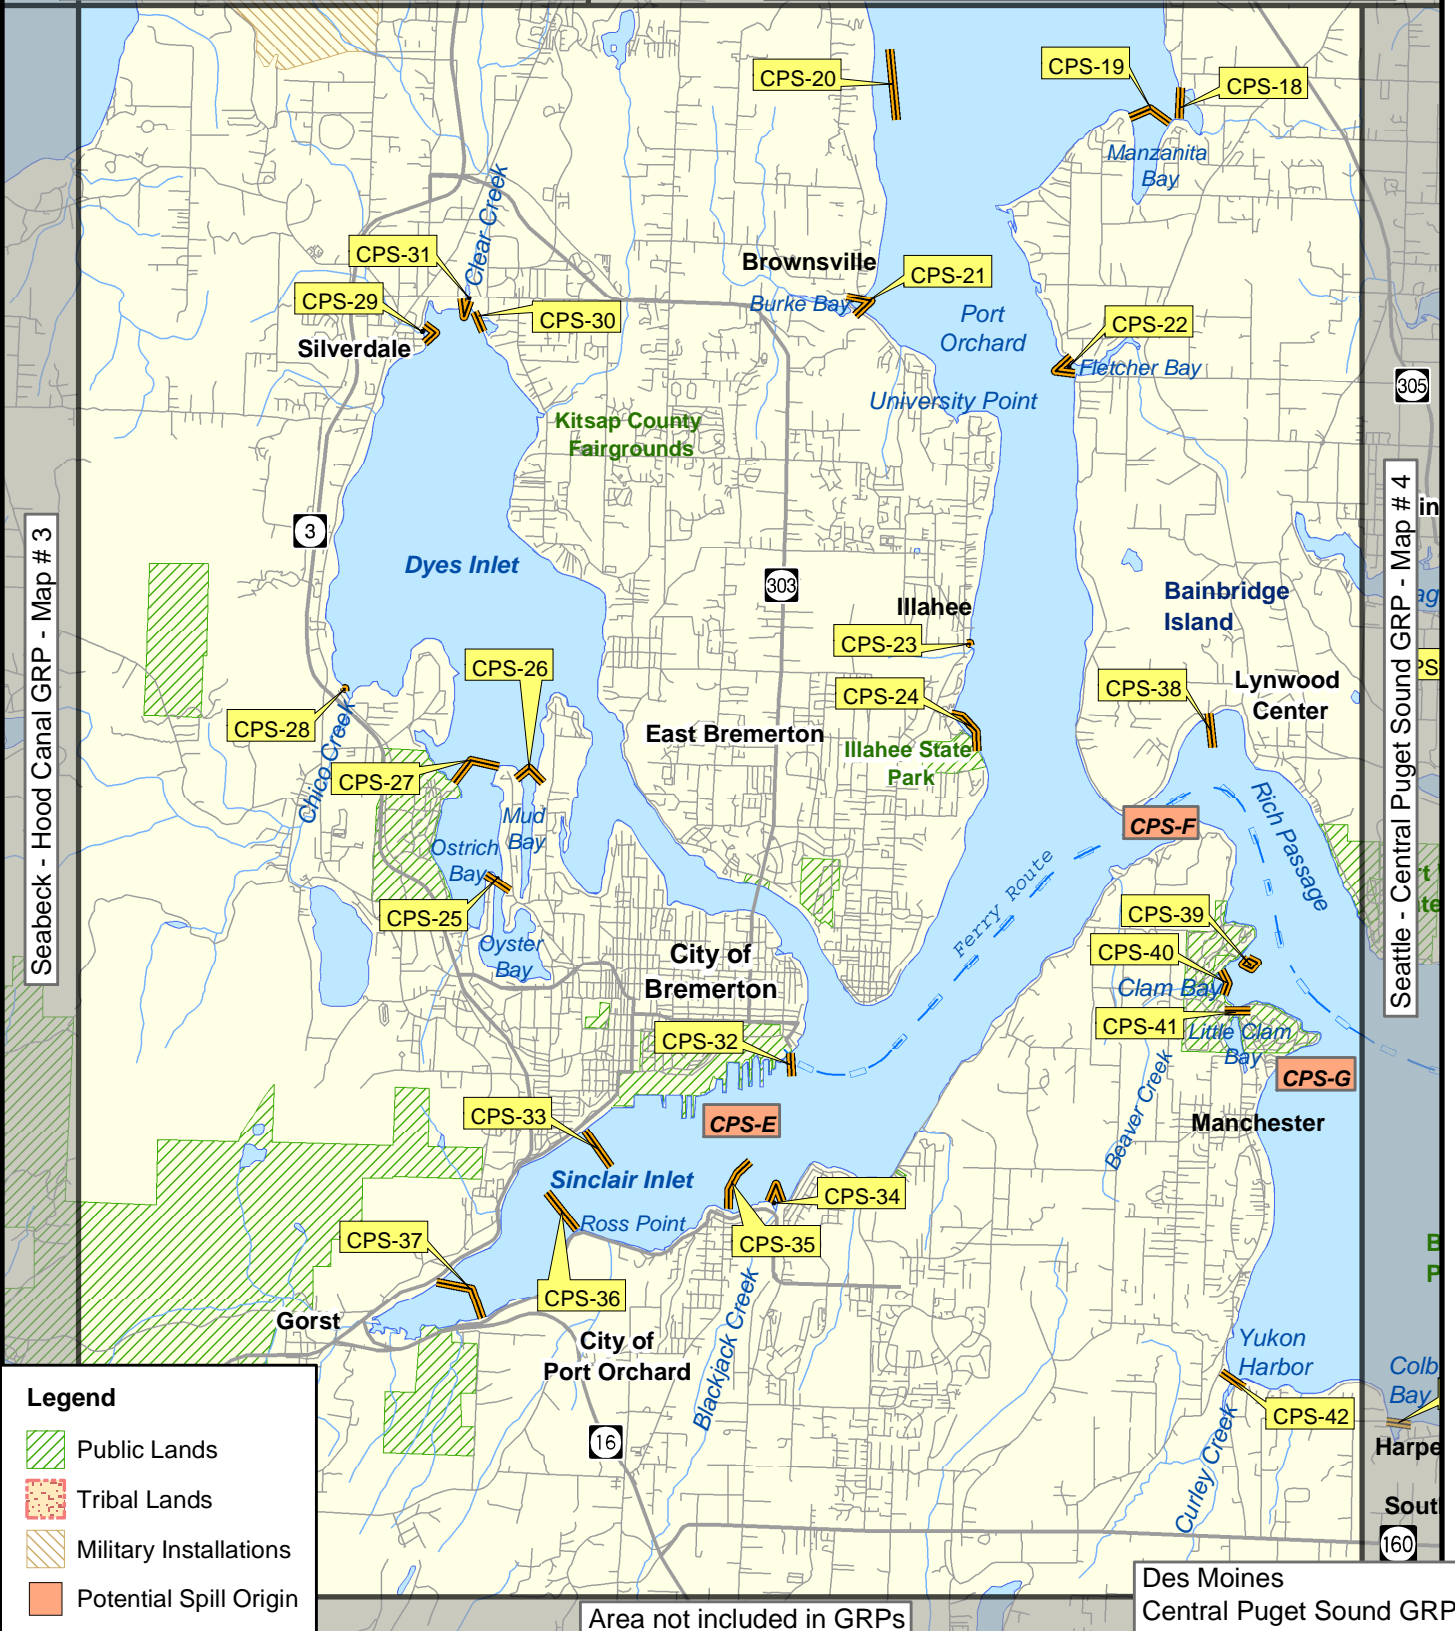 CPS-20
CPS-19
CPS-18
Manzanita
Bay
Clear Creek
CPS-31
CPS-29
CPS-30
Silverdale
Brownsville
CPS-21
Burke Bay
Port
Orchard
CPS-22
Fletcher Bay
University Point
305
Kitsap County
Fairgrounds
3
Dyes Inlet
303
Seabeck - Hood Canal GRP - Map # 3
Seattle - Central Puget Sound GRP - Map # 4
in
Bainbridge
Island
Illahee
CPS-23
CPS-26
CPS-24
CPS-38
Lynwood
Center
CPS-28
Chico Creek
East Bremerton
Illahee State
Park
CPS-27
Mud
Bay
Ostrich
Bay
CPS-F
Rich Passage
Ferry Route
CPS-25
Oyster
Bay
City of
Bremerton
CPS-39
CPS-40
Clam Bay
CPS-41
Little Clam
Bay
CPS-32
CPS-G
Beaver Creek
CPS-33
CPS-E
Manchester
Sinclair Inlet
CPS-34
Ross Point
CPS-35
CPS-37
CPS-36
Gorst
City of
Port Orchard
Blackjack Creek
Yukon
Harbor
Colb
Bay
CPS-42
Curley Creek
Harpe
16
Sout
160
Legend
Public Lands
Tribal Lands
Military Installations
Potential Spill Origin
Area not included in GRPs
Des Moines
Central Puget Sound GRP